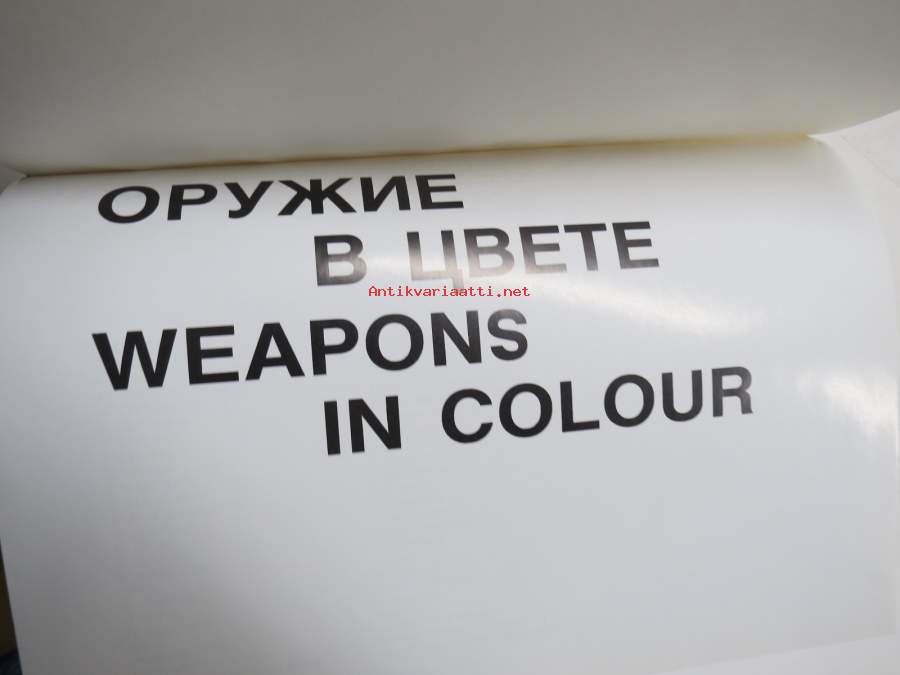 ОРУЖИЕ
В ЦВЕТЕ
Antikvariaatti.net
WEAPONS
IN COLOUR